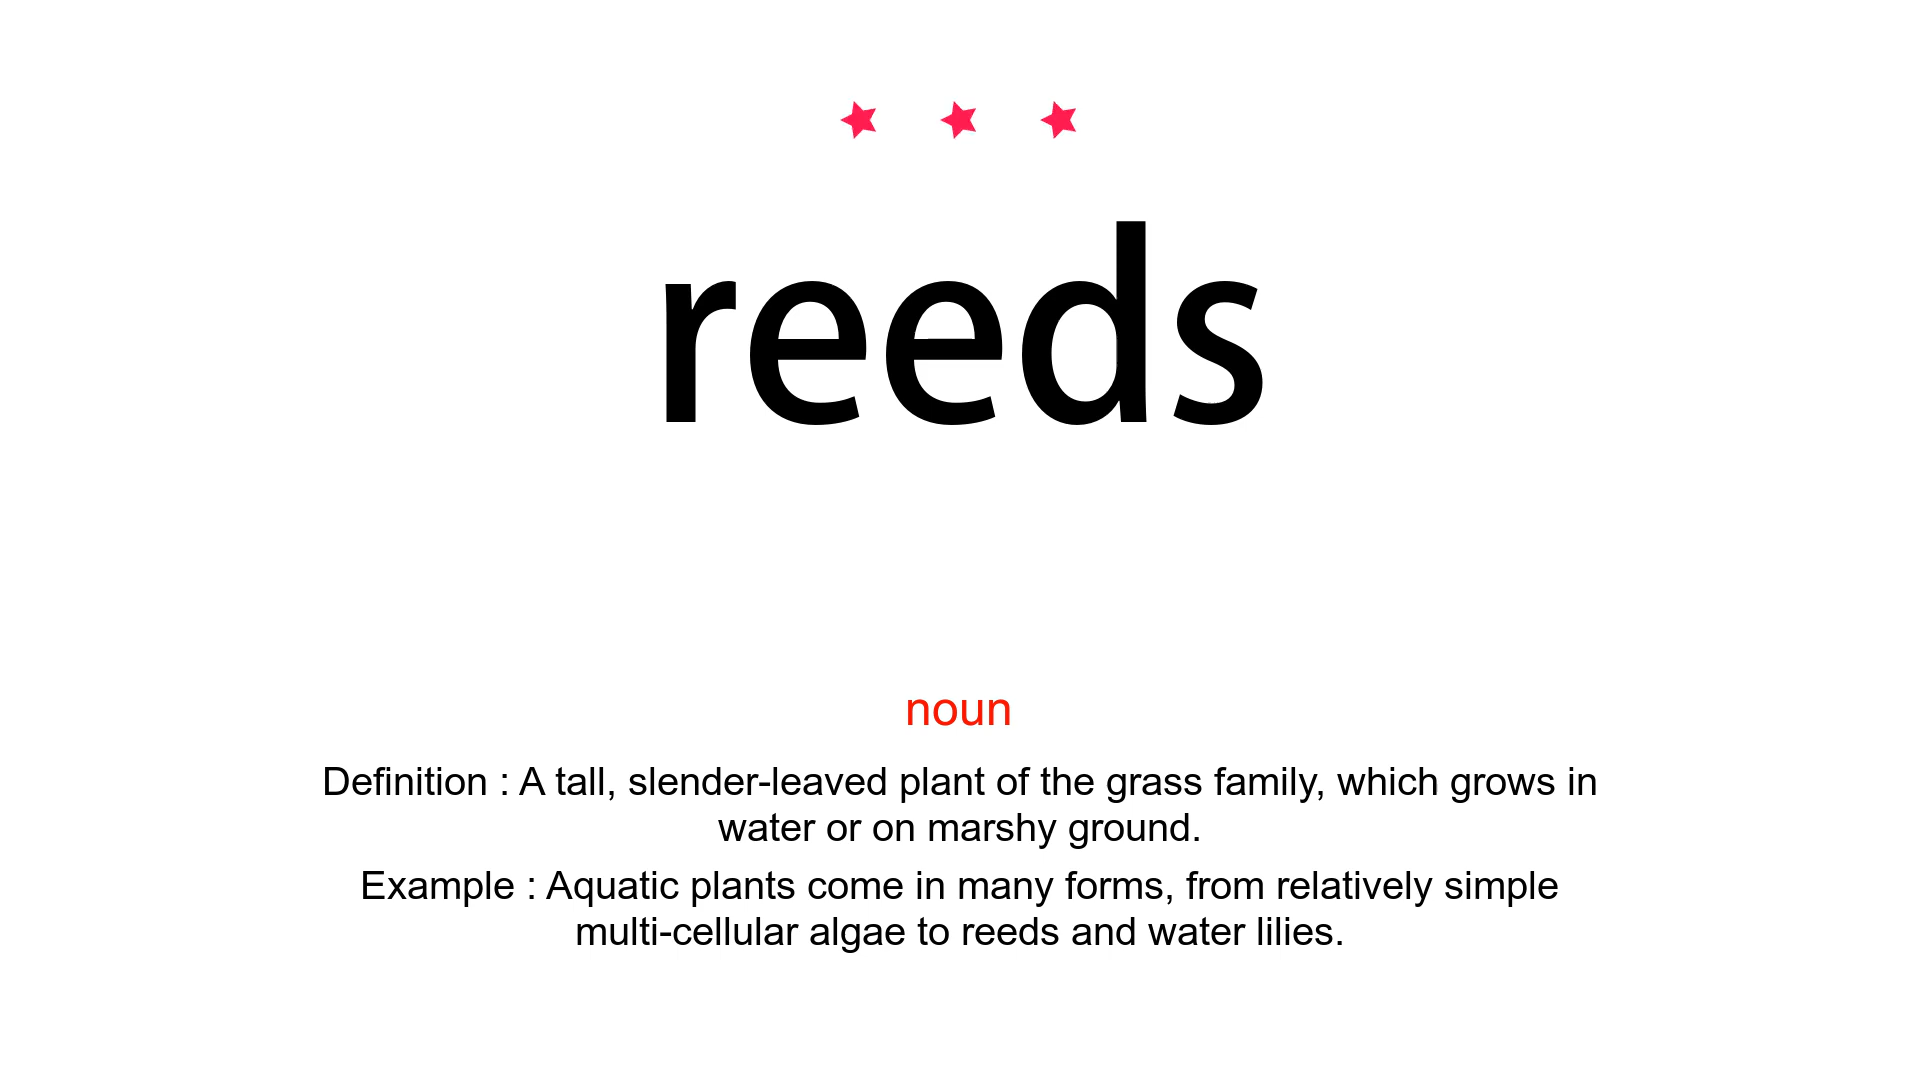 reeds
noun
Definition : A tall, slender-leaved plant of the grass family, which grows in
water or on marshy ground.
Example : Aquatic plants come in many forms, from relatively simple
multi-cellular algae to reeds and water lilies.